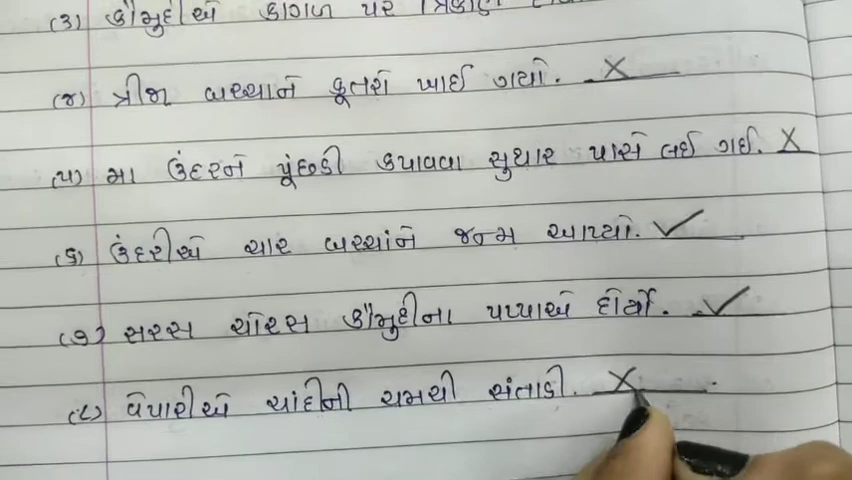 (૩) કૌમુદીએ કાગળ પર
(૪) ત્રીજા બચ્ચાને કૂતરો ખાઈ ગયો. ✗
(૫) મા ઉંદરને પૂંછડી કપાવવા સુથાર પાસે લઈ ગઈ. ✗
(૬) ઉંદરીએ ચાર બચ્ચાંને જન્મ આપ્યો. ✓
(૭) સરસ ચોરસ કૌમુદીના પપ્પાએ દોર્યો. ✓
(૮) વેપારીએ ચાંદીની ચમચી સંતાડી. ✗